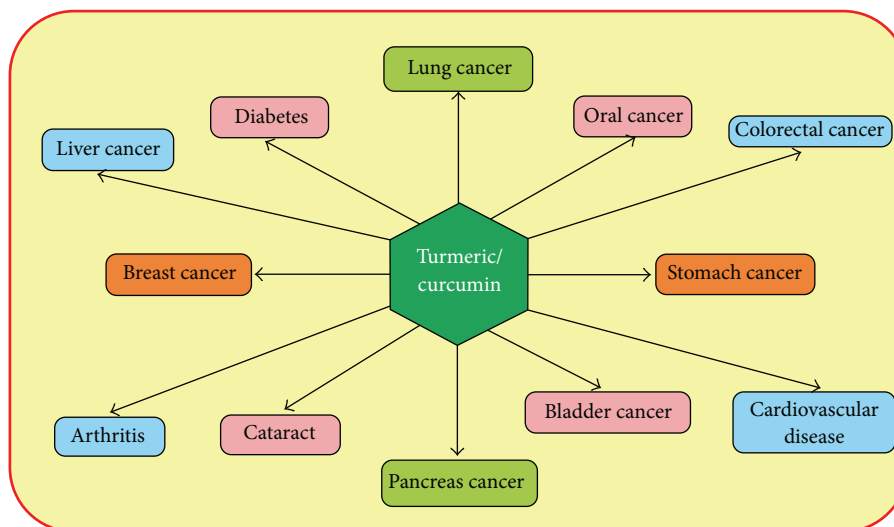 Lung cancer
Diabetes
Oral cancer
Colorectal cancer
Liver cancer
Turmeric/
curcumin
Breast cancer
Stomach cancer
Arthritis
Cataract
Bladder cancer
Cardiovascular
disease
Pancreas cancer